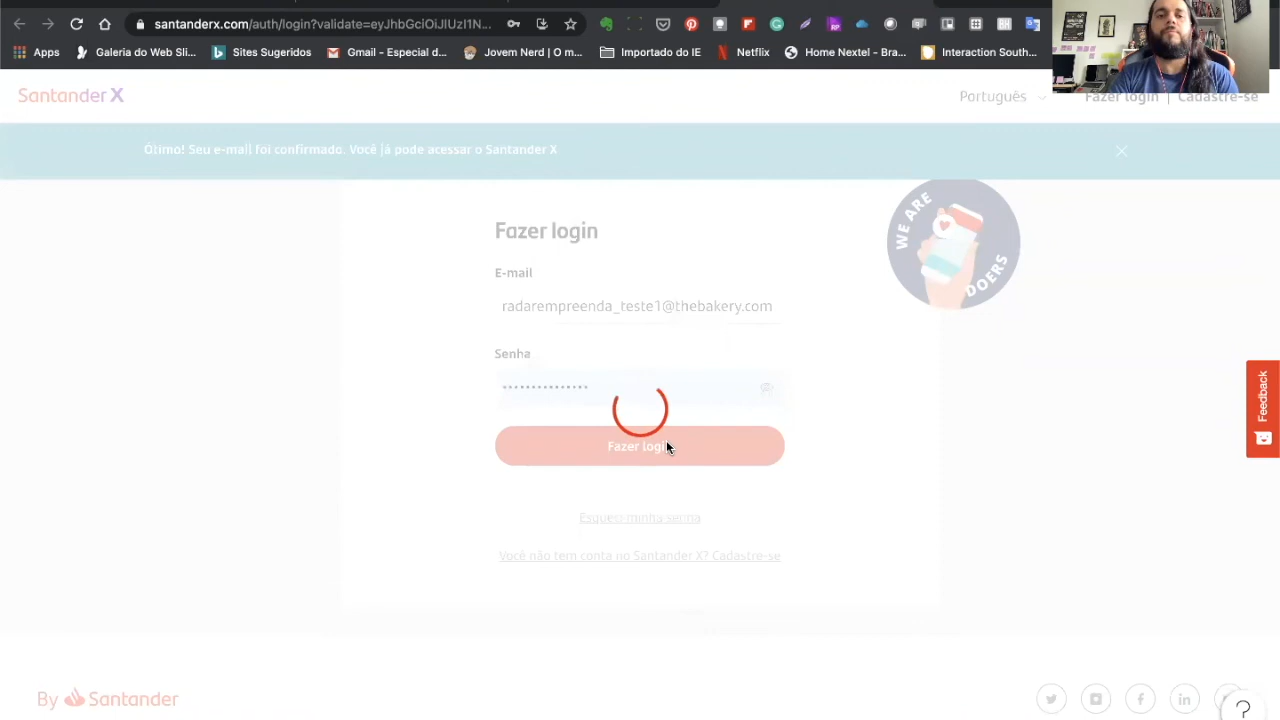 santanderx.com/auth/login?validate=eyJhbGciOiJIUzI1N...
Apps
Galeria do Web Sli...
Sites Sugeridos
Gmail - Especial d...
Jovem Nerd | O m...
Importado do IE
Netflix
Home Nextel - Bra...
Interaction South...
Santander X
Português
Fazer login | Cadastre-se
Ótimo! Seu e-mail foi confirmado. Você já pode acessar o Santander X
WE ARE
DOERS
Fazer login
E-mail
radarempreenda_teste1@thebakery.com
Senha
Fazer login
Esqueci minha senha
Você não tem conta no Santander X? Cadastre-se
Feedback
By Santander
?